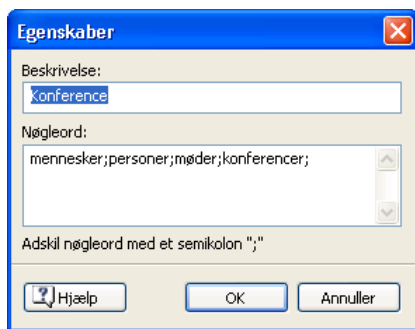 Egenskaber
Beskrivelse:
Konference
Nøgleord:
mennesker;personer;møder;konferencer;
Adskil nøgleord med et semikolon ";"
Hjælp OK Annuller